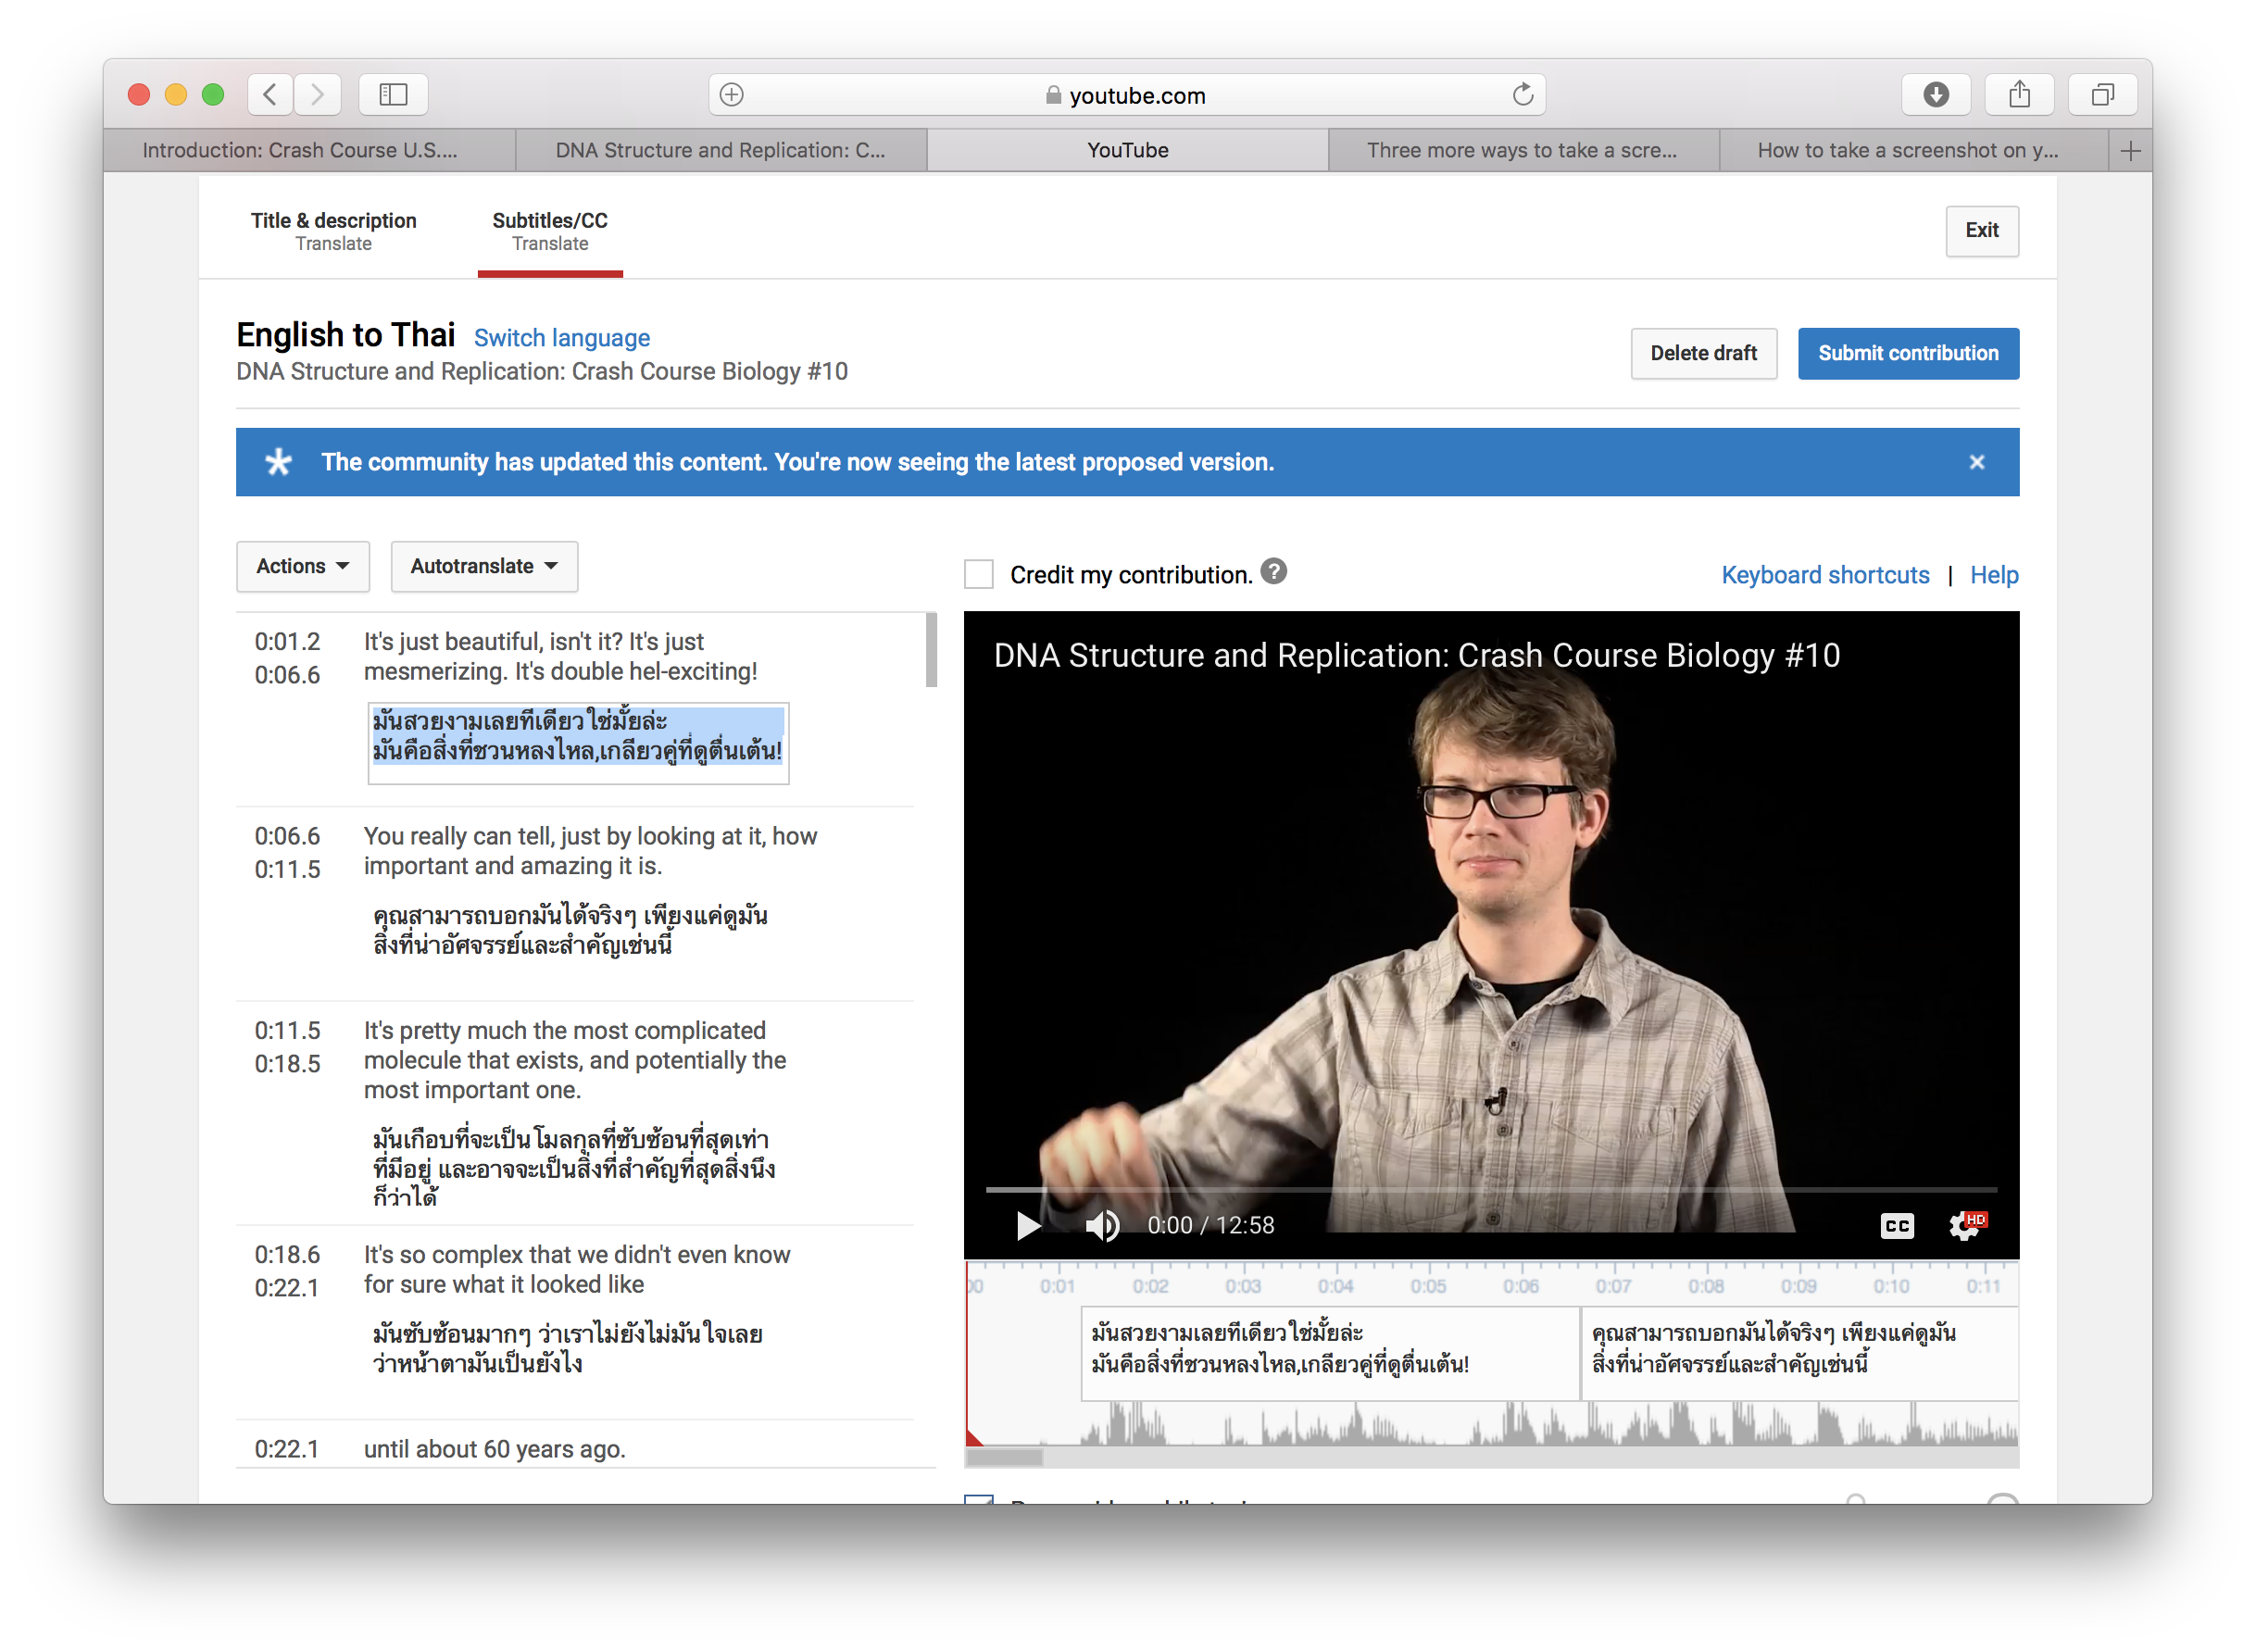 youtube.com
Introduction: Crash Course U.S....
DNA Structure and Replication: C...
YouTube
Three more ways to take a scre...
How to take a screenshot on y...
Title & description
Translate
Subtitles/CC
Translate
Exit
English to Thai Switch language
DNA Structure and Replication: Crash Course Biology #10
Delete draft
Submit contribution
The community has updated this content. You're now seeing the latest proposed version.
Actions
Autotranslate
Credit my contribution.
Keyboard shortcuts | Help
0:01.2
0:06.6
It's just beautiful, isn't it? It's just
mesmerizing. It's double hel-exciting!
มันสวยงามเลยทีเดียว ใช่มั้ยล่ะ
มันคือสิ่งที่ชวนหลงไหล,เกลียวคู่ที่ดูตื่นเต้น!
0:06.6
0:11.5
You really can tell, just by looking at it, how
important and amazing it is.
คุณสามารถบอกมันได้จริงๆ เพียงแค่ดูมัน
สิ่งที่น่าอัศจรรย์และสำคัญเช่นนี้
0:11.5
0:18.5
It's pretty much the most complicated
molecule that exists, and potentially the
most important one.
มันเกือบที่จะเป็น โมลกุลที่ซับซ้อนที่สุดเท่า
ที่มีอยู่ และอาจจะเป็นสิ่งที่สำคัญที่สุดสิ่งนึง
ก็ว่าได้
0:18.6
0:22.1
It's so complex that we didn't even know
for sure what it looked like
มันซับซ้อนมากๆ ว่าเราไม่ยังไม่มันใจเลย
ว่าหน้าตามันเป็นยังไง
0:22.1
until about 60 years ago.
DNA Structure and Replication: Crash Course Biology #10
0:00 / 12:58
CC
HD
00 0:01 0:02 0:03 0:04 0:05 0:06 0:07 0:08 0:09 0:10 0:11
มันสวยงามเลยทีเดียว ใช่มั้ยล่ะ
มันคือสิ่งที่ชวนหลงไหล,เกลียวคู่ที่ดูตื่นเต้น!
คุณสามารถบอกมันได้จริงๆ เพียงแค่ดูมัน
สิ่งที่น่าอัศจรรย์และสำคัญเช่นนี้